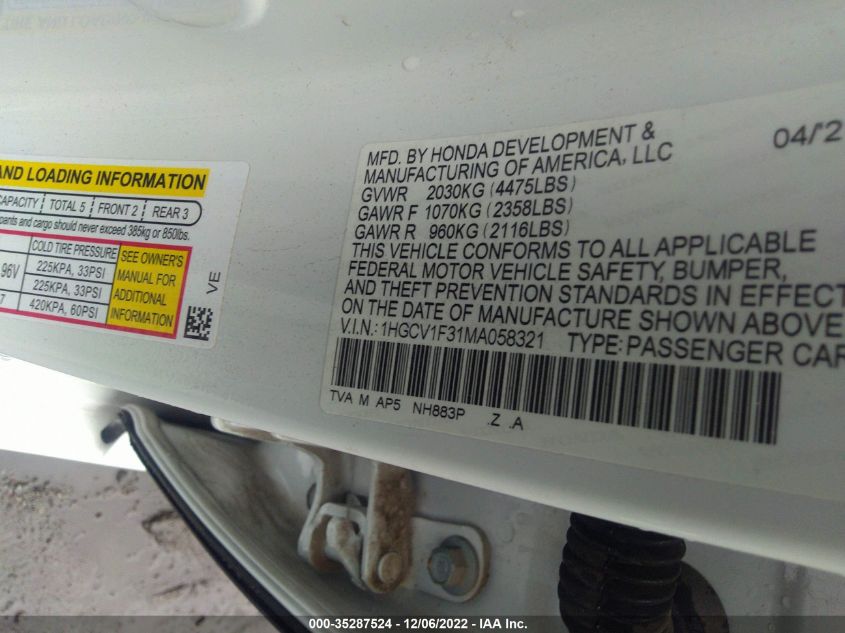 AND LOADING INFORMATION
CAPACITY TOTAL 5 FRONT 2 REAR 3
pants and cargo should never exceed 385kg or 850lbs.
COLD TIRE PRESSURE
96V 225KPA, 33PSI
225KPA, 33PSI
7 420KPA, 60PSI
SEE OWNER'S
MANUAL FOR
ADDITIONAL
INFORMATION
VE
04/2
MFD. BY HONDA DEVELOPMENT &
MANUFACTURING OF AMERICA, LLC
GVWR 2030KG (4475LBS)
GAWR F 1070KG (2358LBS)
GAWR R 960KG (2116LBS)
THIS VEHICLE CONFORMS TO ALL APPLICABLE
FEDERAL MOTOR VEHICLE SAFETY, BUMPER,
AND THEFT PREVENTION STANDARDS IN EFFECT
ON THE DATE OF MANUFACTURE SHOWN ABOVE
V.I.N.: 1HGCV1F31MA058321 TYPE: PASSENGER CAR
TVA M AP5 NH883P .Z .A
000-35287524 - 12/06/2022 - IAA Inc.